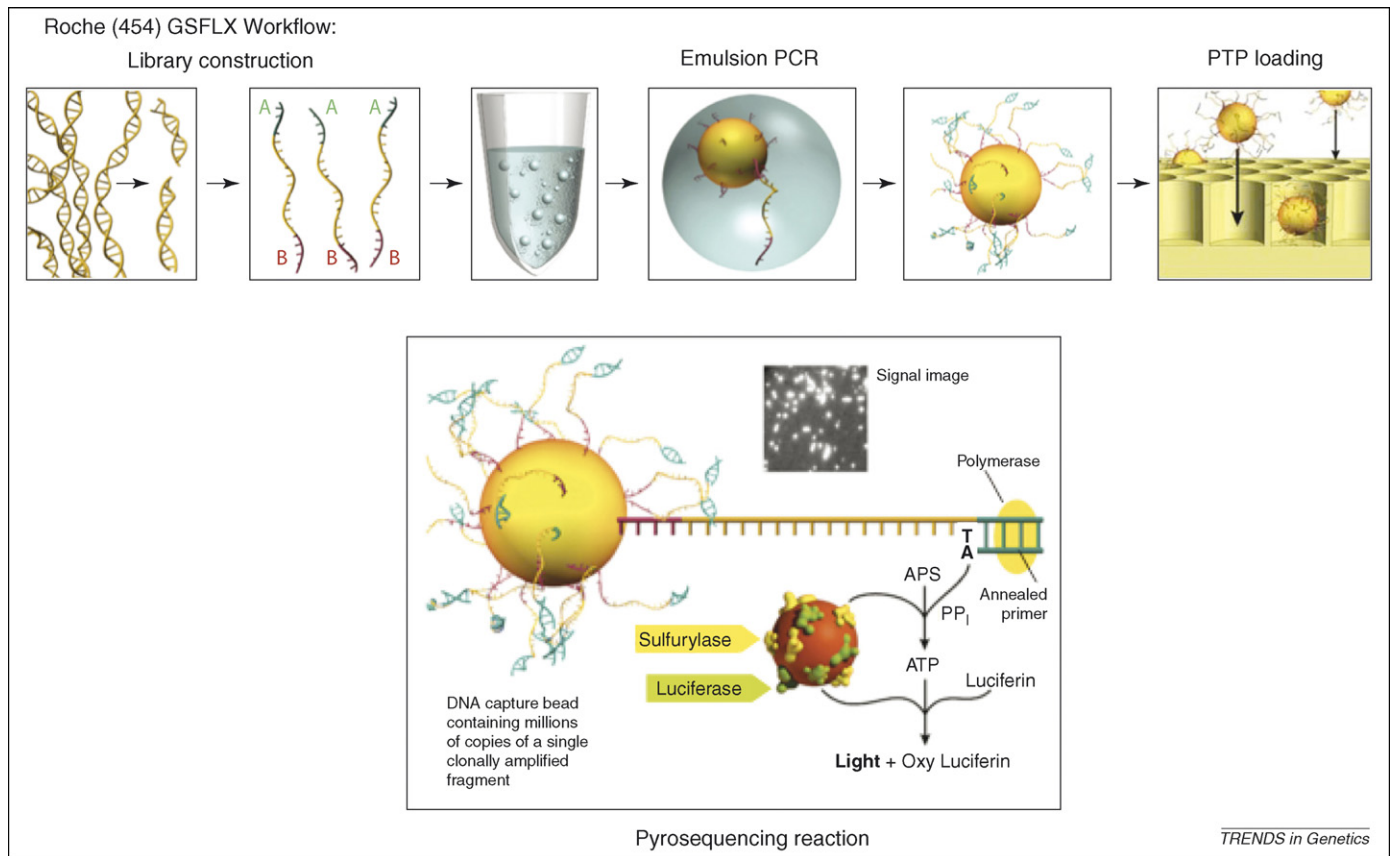 Roche (454) GSFLX Workflow:
Library construction
Emulsion PCR
PTP loading
A
A
A
B
B
B
Signal image
Polymerase
T
A
APS
Annealed
primer
PPI
Sulfurylase
ATP
Luciferase
Luciferin
DNA capture bead
containing millions
of copies of a single
clonally amplified
fragment
Light + Oxy Luciferin
Pyrosequencing reaction
TRENDS in Genetics